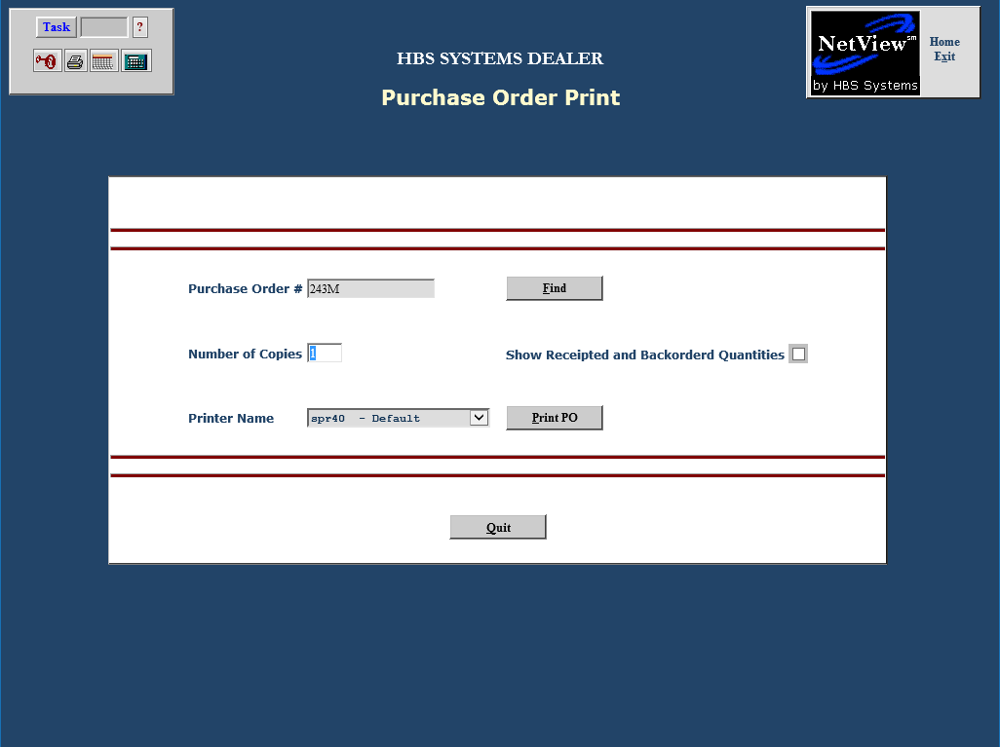 Task ?
HBS SYSTEMS DEALER
Purchase Order Print
NetView sm
by HBS Systems
Home
Exit
Purchase Order # 243M Find
Number of Copies 1 Show Receipted and Backorderd Quantities
Printer Name spr40 - Default Print PO
Quit